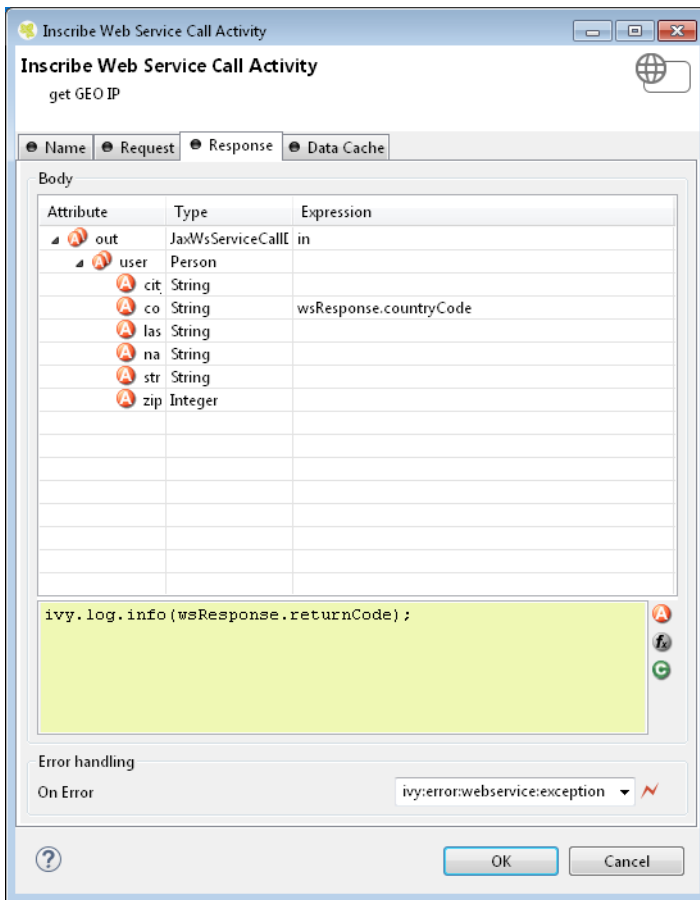 Inscribe Web Service Call Activity
Inscribe Web Service Call Activity
get GEO IP
Name Request Response Data Cache
Body
Attribute Type Expression
out JaxWsServiceCallD in
user Person
cit String
co String wsResponse.countryCode
las String
na String
str String
zip Integer
ivy.log.info(wsResponse.returnCode);
Error handling
On Error ivy:error:webservice:exception
OK Cancel